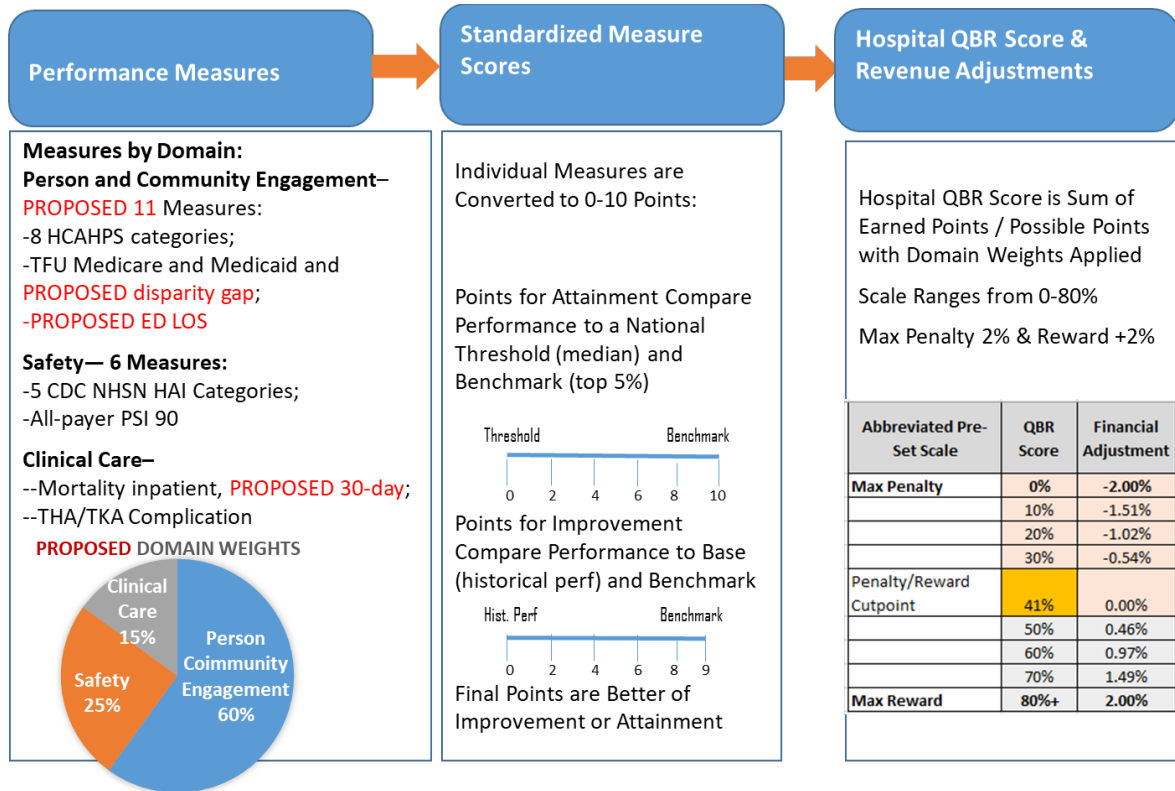 Performance Measures
Measures by Domain:
Person and Community Engagement–
PROPOSED 11 Measures:
-8 HCAHPS categories;
-TFU Medicare and Medicaid and
PROPOSED disparity gap;
-PROPOSED ED LOS
Safety— 6 Measures:
-5 CDC NHSN HAI Categories;
-All-payer PSI 90
Clinical Care–
--Mortality inpatient, PROPOSED 30-day;
--THA/TKA Complication
PROPOSED DOMAIN WEIGHTS
Clinical
Care
15%
Person
Coimmunity
Engagement
60%
Safety
25%
Standardized Measure
Scores
Individual Measures are
Converted to 0-10 Points:
Points for Attainment Compare
Performance to a National
Threshold (median) and
Benchmark (top 5%)
Threshold Benchmark
0 2 4 6 8 10
Points for Improvement
Compare Performance to Base
(historical perf) and Benchmark
Hist. Perf Benchmark
0 2 4 6 8 9
Final Points are Better of
Improvement or Attainment
Hospital QBR Score &
Revenue Adjustments
Hospital QBR Score is Sum of
Earned Points / Possible Points
with Domain Weights Applied
Scale Ranges from 0-80%
Max Penalty 2% & Reward +2%
Abbreviated Pre-
Set Scale
QBR
Score
Financial
Adjustment
Max Penalty 0% -2.00%
10% -1.51%
20% -1.02%
30% -0.54%
Penalty/Reward
Cutpoint 41% 0.00%
50% 0.46%
60% 0.97%
70% 1.49%
Max Reward 80%+ 2.00%